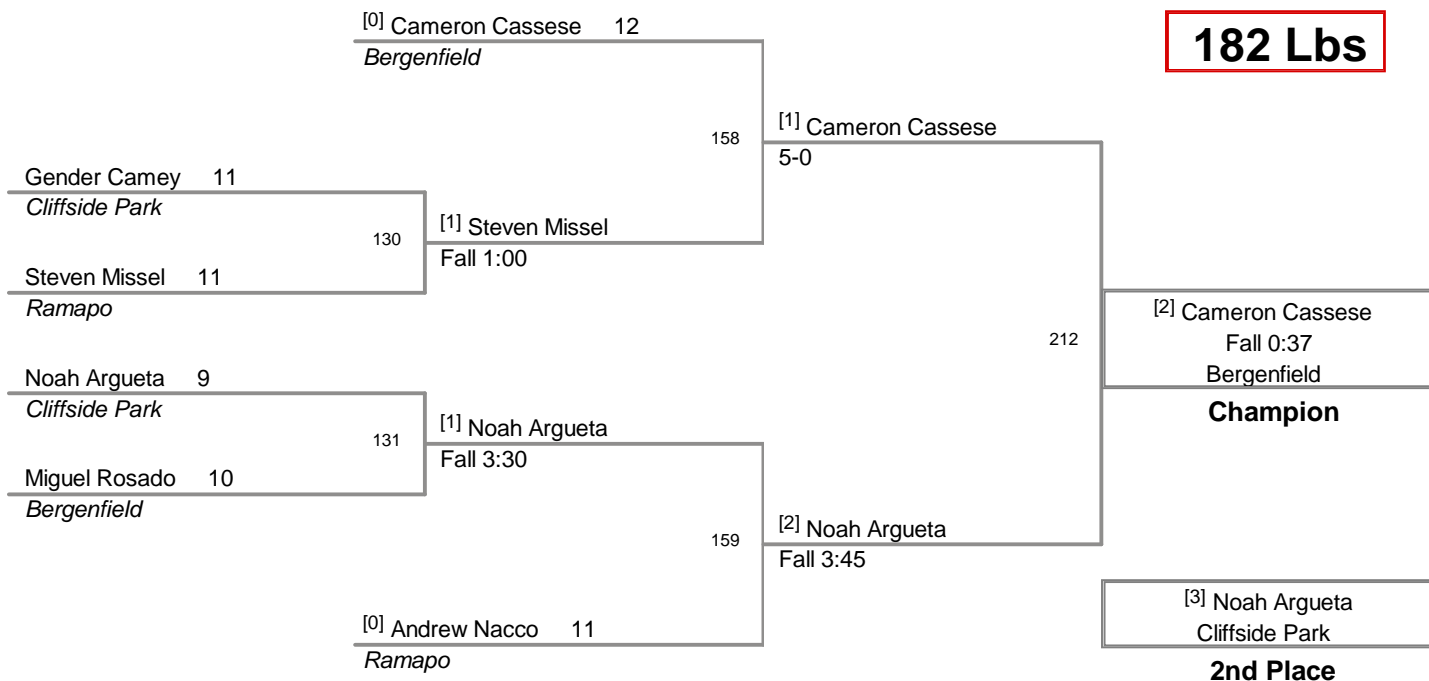 [0] Cameron Cassese 12
Bergenfield
182 Lbs
158
[1] Cameron Cassese
5-0
Gender Camey 11
Cliffside Park
130
[1] Steven Missel
Fall 1:00
Steven Missel 11
Ramapo
212
[2] Cameron Cassese
Fall 0:37
Bergenfield
Champion
Noah Argueta 9
Cliffside Park
131
[1] Noah Argueta
Fall 3:30
Miguel Rosado 10
Bergenfield
159
[2] Noah Argueta
Fall 3:45
[0] Andrew Nacco 11
Ramapo
[3] Noah Argueta
Cliffside Park
2nd Place